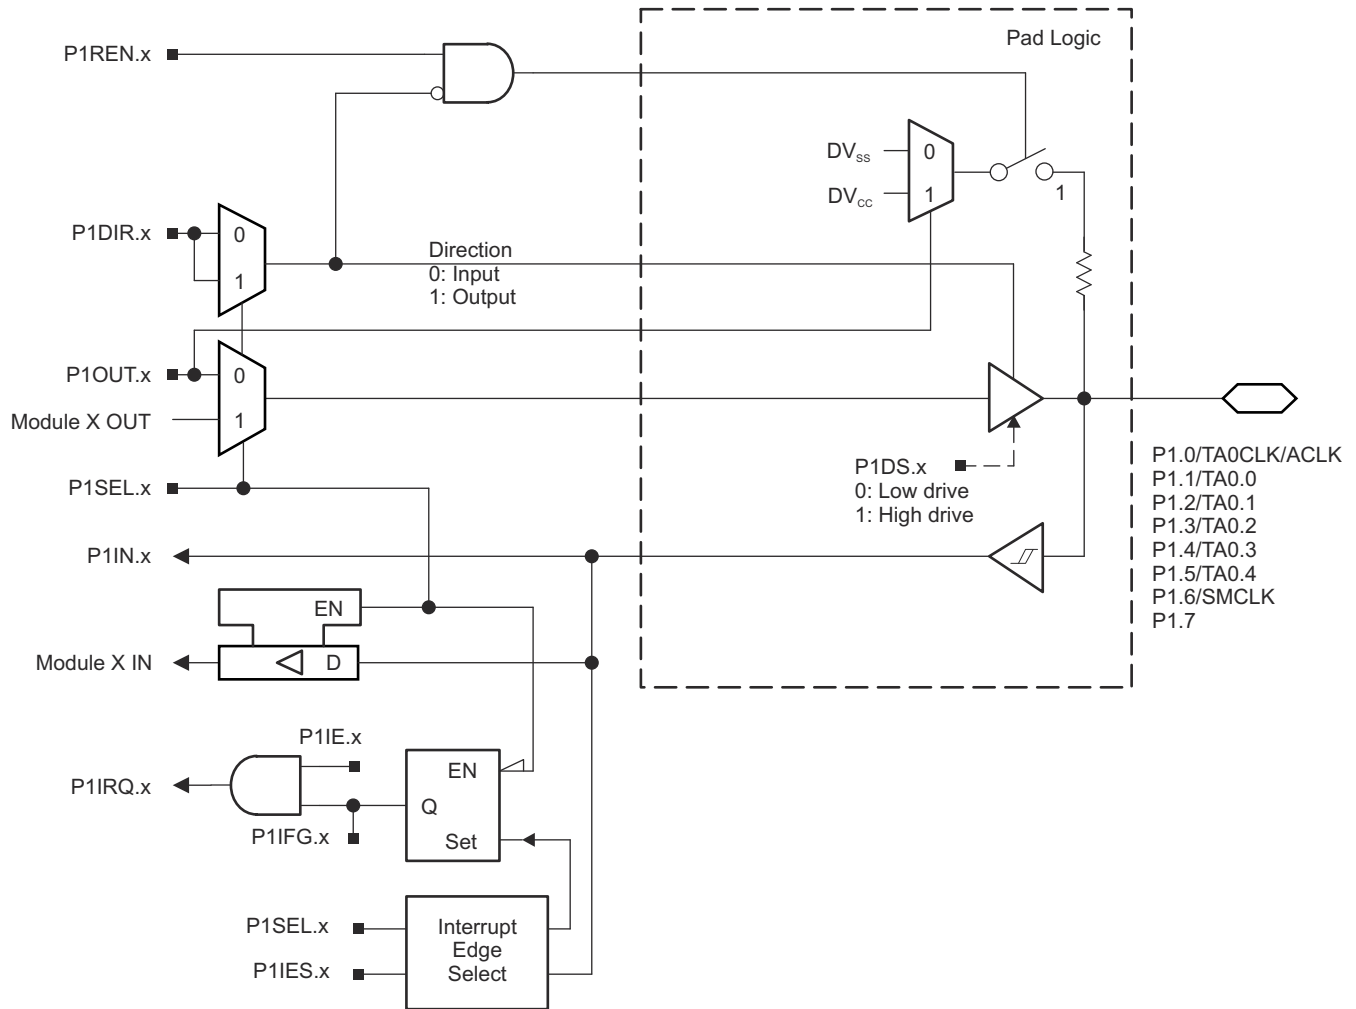 Pad Logic
P1REN.x
DVSS
0
DVCC
1
1
P1DIR.x
0
1
Direction
0: Input
1: Output
P1OUT.x
0
Module X OUT
1
P1DS.x
0: Low drive
1: High drive
P1.0/TA0CLK/ACLK
P1.1/TA0.0
P1.2/TA0.1
P1.3/TA0.2
P1.4/TA0.3
P1.5/TA0.4
P1.6/SMCLK
P1.7
P1SEL.x
P1IN.x
EN
Module X IN
D
P1IE.x
P1IRQ.x
EN
Q
P1IFG.x
Set
P1SEL.x
P1IES.x
Interrupt
Edge
Select